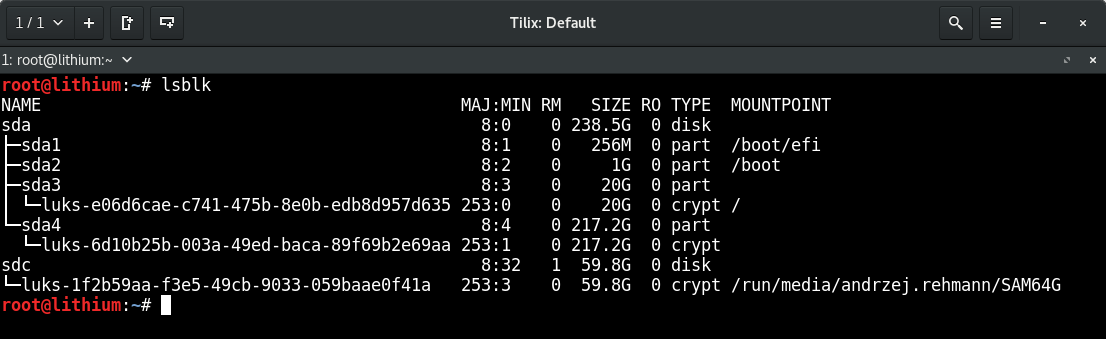 1 / 1 Tilix: Default
1: root@lithium:~
root@lithium:~# lsblk
NAME                                          MAJ:MIN RM   SIZE RO TYPE  MOUNTPOINT
sda                                             8:0    0 238.5G  0 disk
├─sda1                                          8:1    0   256M  0 part  /boot/efi
├─sda2                                          8:2    0     1G  0 part  /boot
├─sda3                                          8:3    0    20G  0 part
│ └─luks-e06d6cae-c741-475b-8e0b-edb8d957d635 253:0    0    20G  0 crypt /
└─sda4                                          8:4    0 217.2G  0 part
  └─luks-6d10b25b-003a-49ed-baca-89f69b2e69aa 253:1    0 217.2G  0 crypt
sdc                                             8:32   1  59.8G  0 disk
└─luks-1f2b59aa-f3e5-49cb-9033-059baae0f41a   253:3    0  59.8G  0 crypt /run/media/andrzej.rehmann/SAM64G
root@lithium:~#